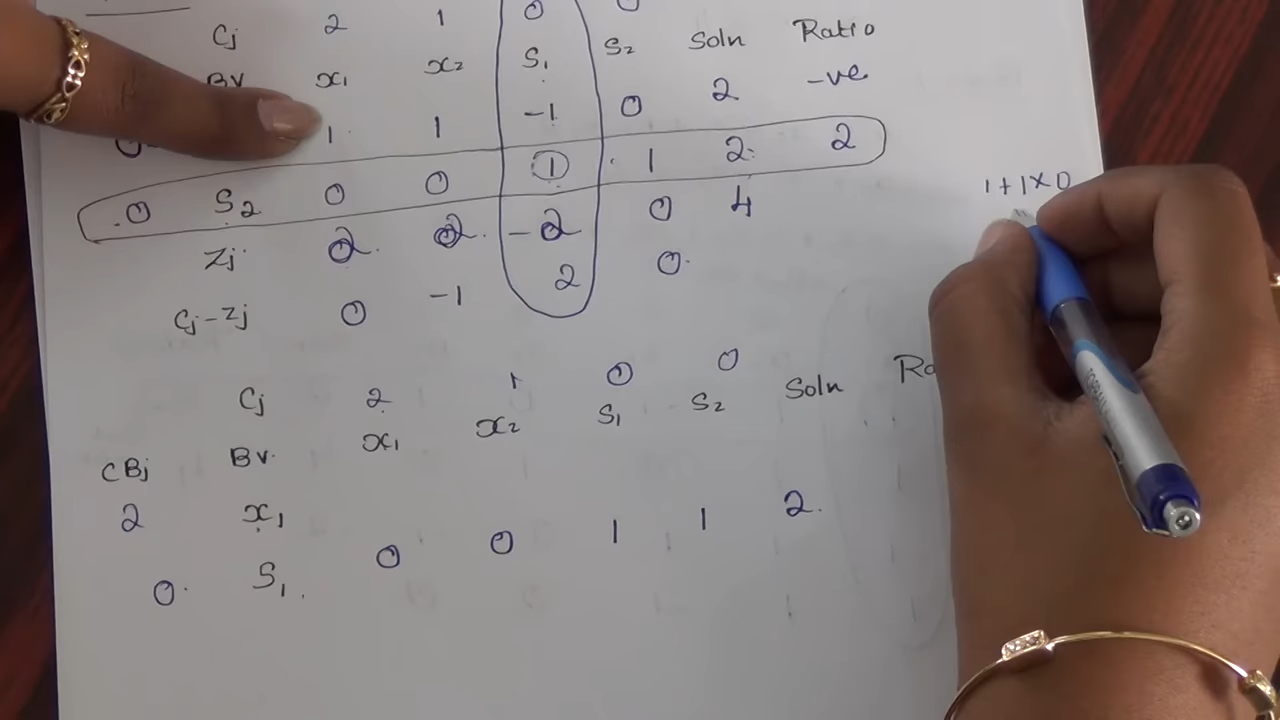 Cj 2 1 0 0
BV x1 x2 S1 S2 Soln Ratio
1 1 -1 0 2 -ve
0 S2 0 0 1 1 2 2
Zj 2 2 -2 0 4
Cj-Zj 0 -1 2 0
1+1×0
Cj 2 1 0 0
CBj BV x1 x2 S1 S2 Soln
2 x1
0 S1 0 0 1 1 2